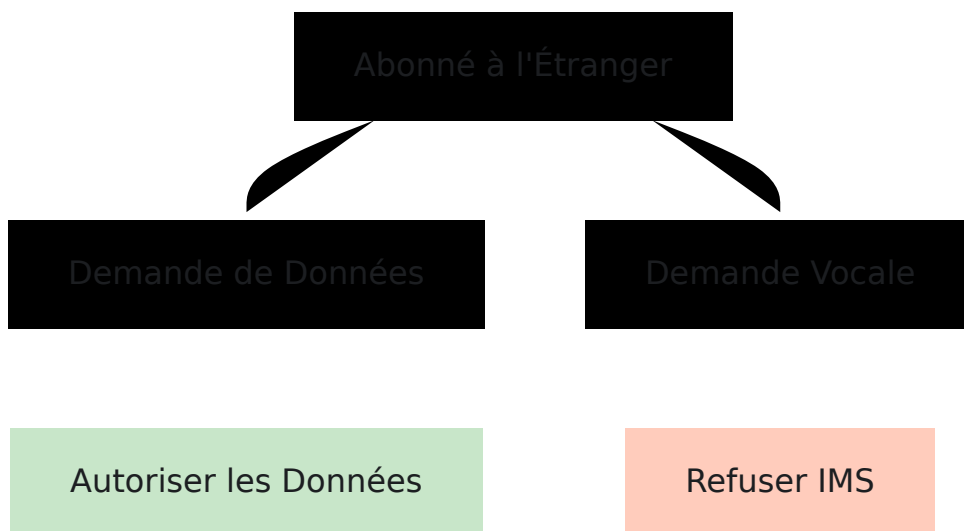 Abonné à l'Étranger
Demande de Données
Demande Vocale
Autoriser les Données
Refuser IMS